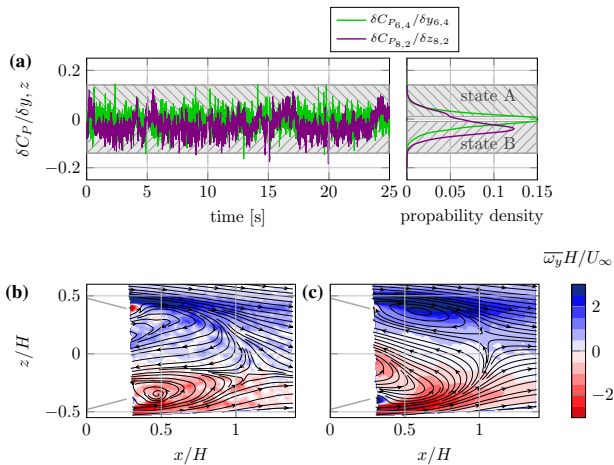 δC_{P_{6,4}}/δy_{6,4}
δC_{P_{8,2}}/δz_{8,2}
(a)
δC_P/δy, z
0.2
0
−0.2
state A
state B
0 5 10 15 20 25
0 0.05 0.1 0.15
time [s]
propability density
\overline{ω_y}H/U_∞
(b)
(c)
z/H
0.5
0
−0.5
0 0.5 1
0 0.5 1
x/H
x/H
2
0
−2